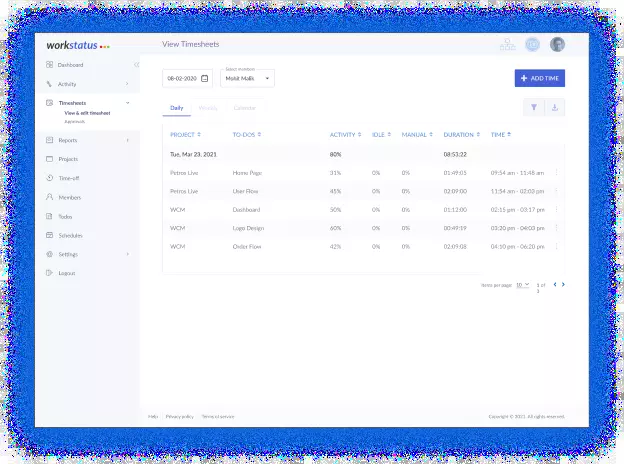 workstatus
View Timesheets
Dashboard
Activity
Timesheets
View & edit timesheet
Approvals
Reports
Projects
Time-off
Members
Todos
Schedules
Settings
Logout
Select members
08-02-2020 Mohit Malik
ADD TIME
Daily Weekly Calendar
PROJECT TO-DOS ACTIVITY IDLE MANUAL DURATION TIME
Tue, Mar 23, 2021 80% 08:53:22
Petros Live Home Page 31% 0% 0% 01:49:05 09:54 am - 11:48 am
Petros Live User Flow 45% 0% 0% 02:09:00 11:54 am - 02:03 pm
WCM Dashboard 50% 0% 0% 01:12:00 02:15 pm - 03:17 pm
WCM Logo Design 60% 0% 0% 00:49:19 03:20 pm - 04:03 pm
WCM Order Flow 42% 0% 0% 02:09:08 04:10 pm - 06:20 pm
Items per page: 10 1 of
1
Help Privacy policy Terms of service
Copyright © 2021. All rights reserved.